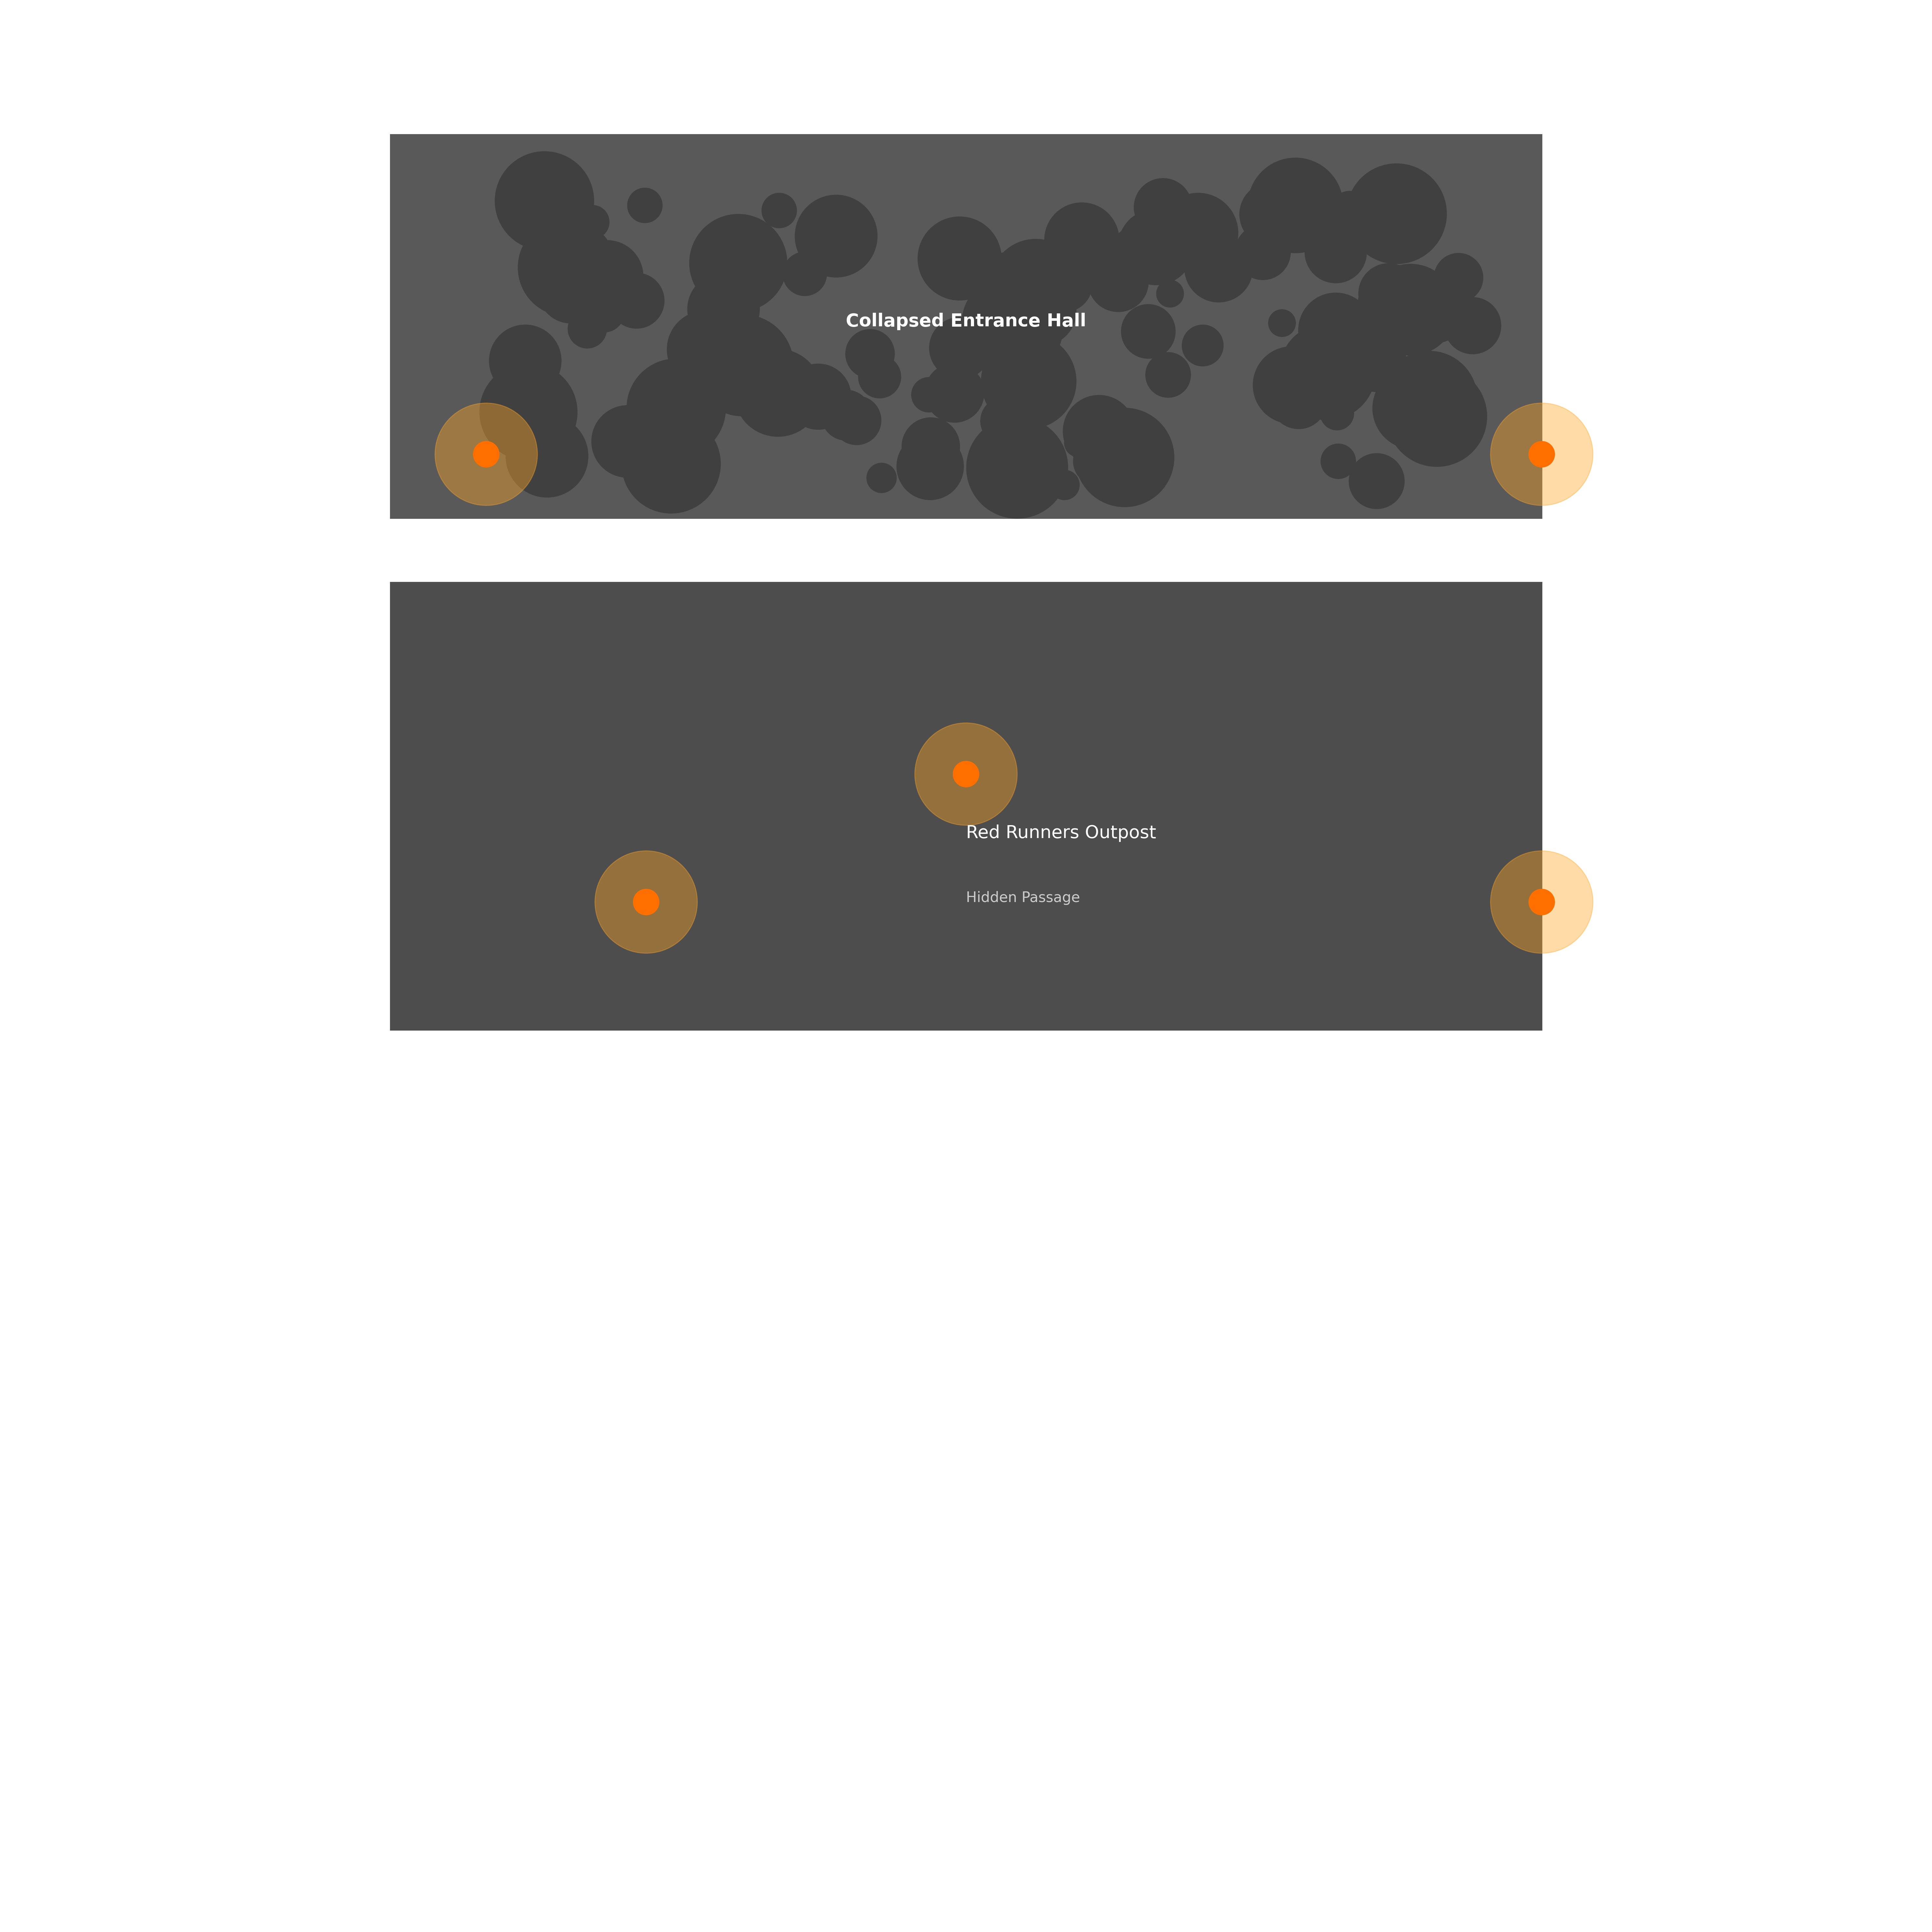 Collapsed Entrance Hall
Red Runners Outpost
Hidden Passage